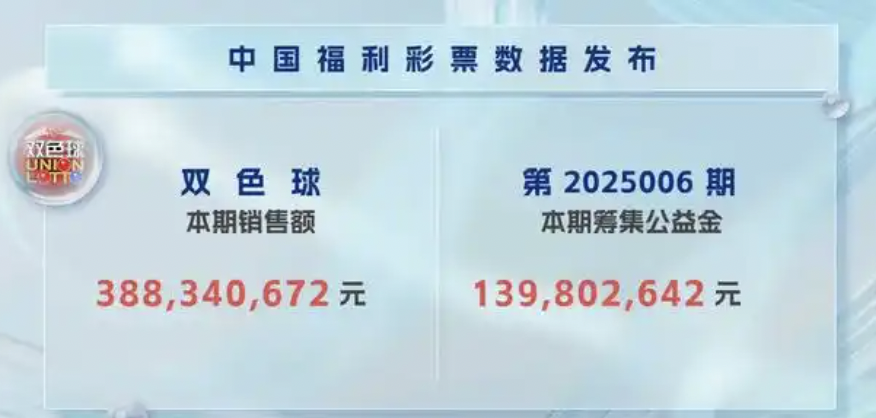 中国福利彩票数据发布
双色球
UNION
LOTTO
双色球
本期销售额
388,340,672 元
第 2025006 期
本期筹集公益金
139,802,642 元